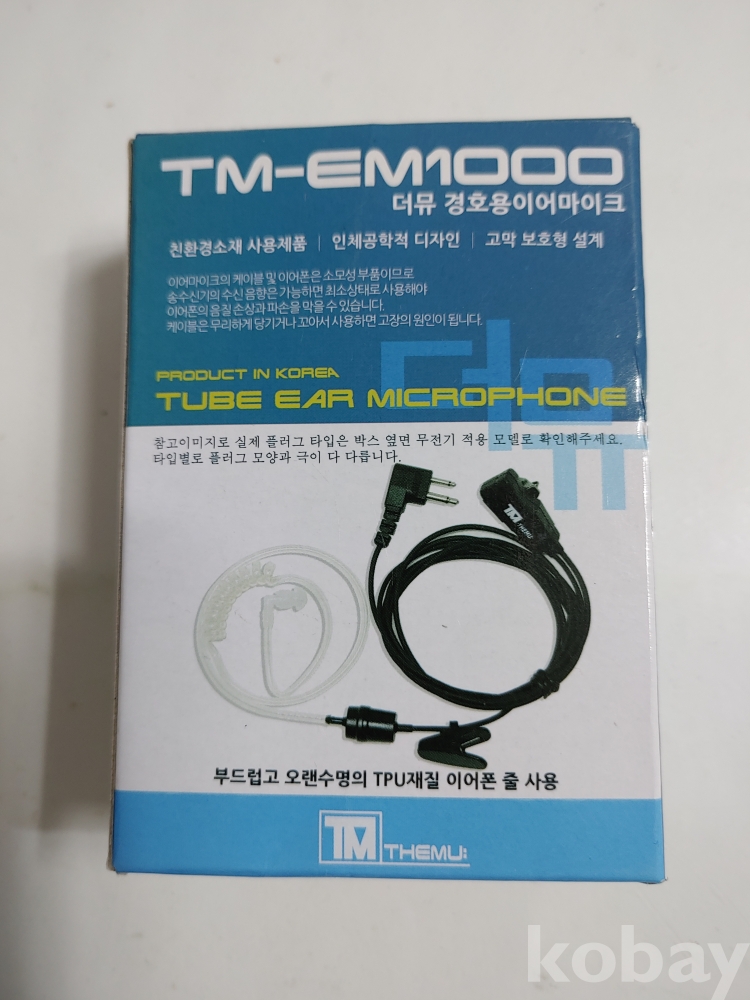 TM-EM1000
더뮤 경호용이어마이크
친환경소재 사용제품 | 인체공학적 디자인 | 고막 보호형 설계
이어마이크의 케이블 및 이어폰은 소모성 부품이므로
송수신기의 수신 음향은 가능하면 최소상태로 사용해야
이어폰의 음질 손상과 파손을 막을 수 있습니다.
케이블은 무리하게 당기거나 꼬아서 사용하면 고장의 원인이 됩니다.
더뮤
PRODUCT IN KOREA
TUBE EAR MICROPHONE
참고이미지로 실제 플러그 타입은 박스 옆면 무전기 적용 모델로 확인해주세요.
타입별로 플러그 모양과 극이 다 다릅니다.
TM THEMU:
부드럽고 오랜수명의 TPU재질 이어폰 줄 사용
TM THEMU:
kobay